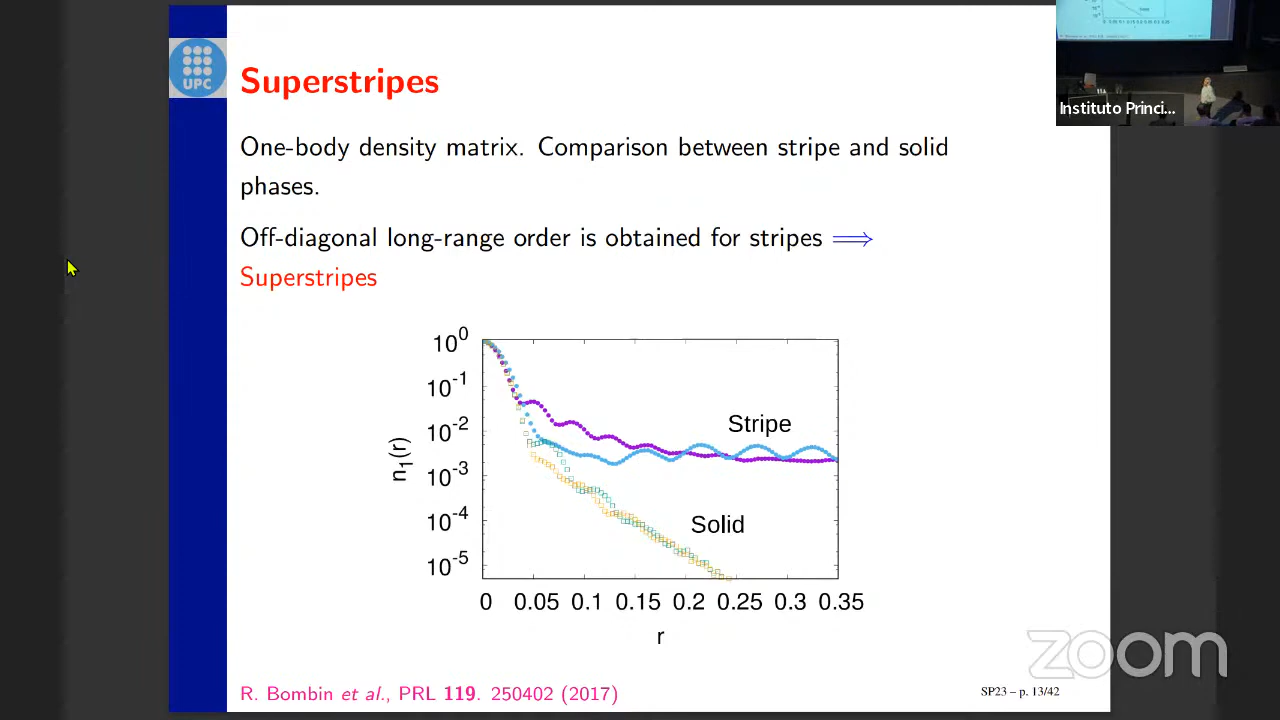 UPC
Superstripes
One-body density matrix. Comparison between stripe and solid
phases.
Off-diagonal long-range order is obtained for stripes ⟹
Superstripes
10^0
10^-1
10^-2
10^-3
10^-4
10^-5
n₁(r)
Stripe
Solid
0 0.05 0.1 0.15 0.2 0.25 0.3 0.35
r
R. Bombin et al., PRL 119. 250402 (2017)
SP23 – p. 13/42
Instituto Princi...
zoom